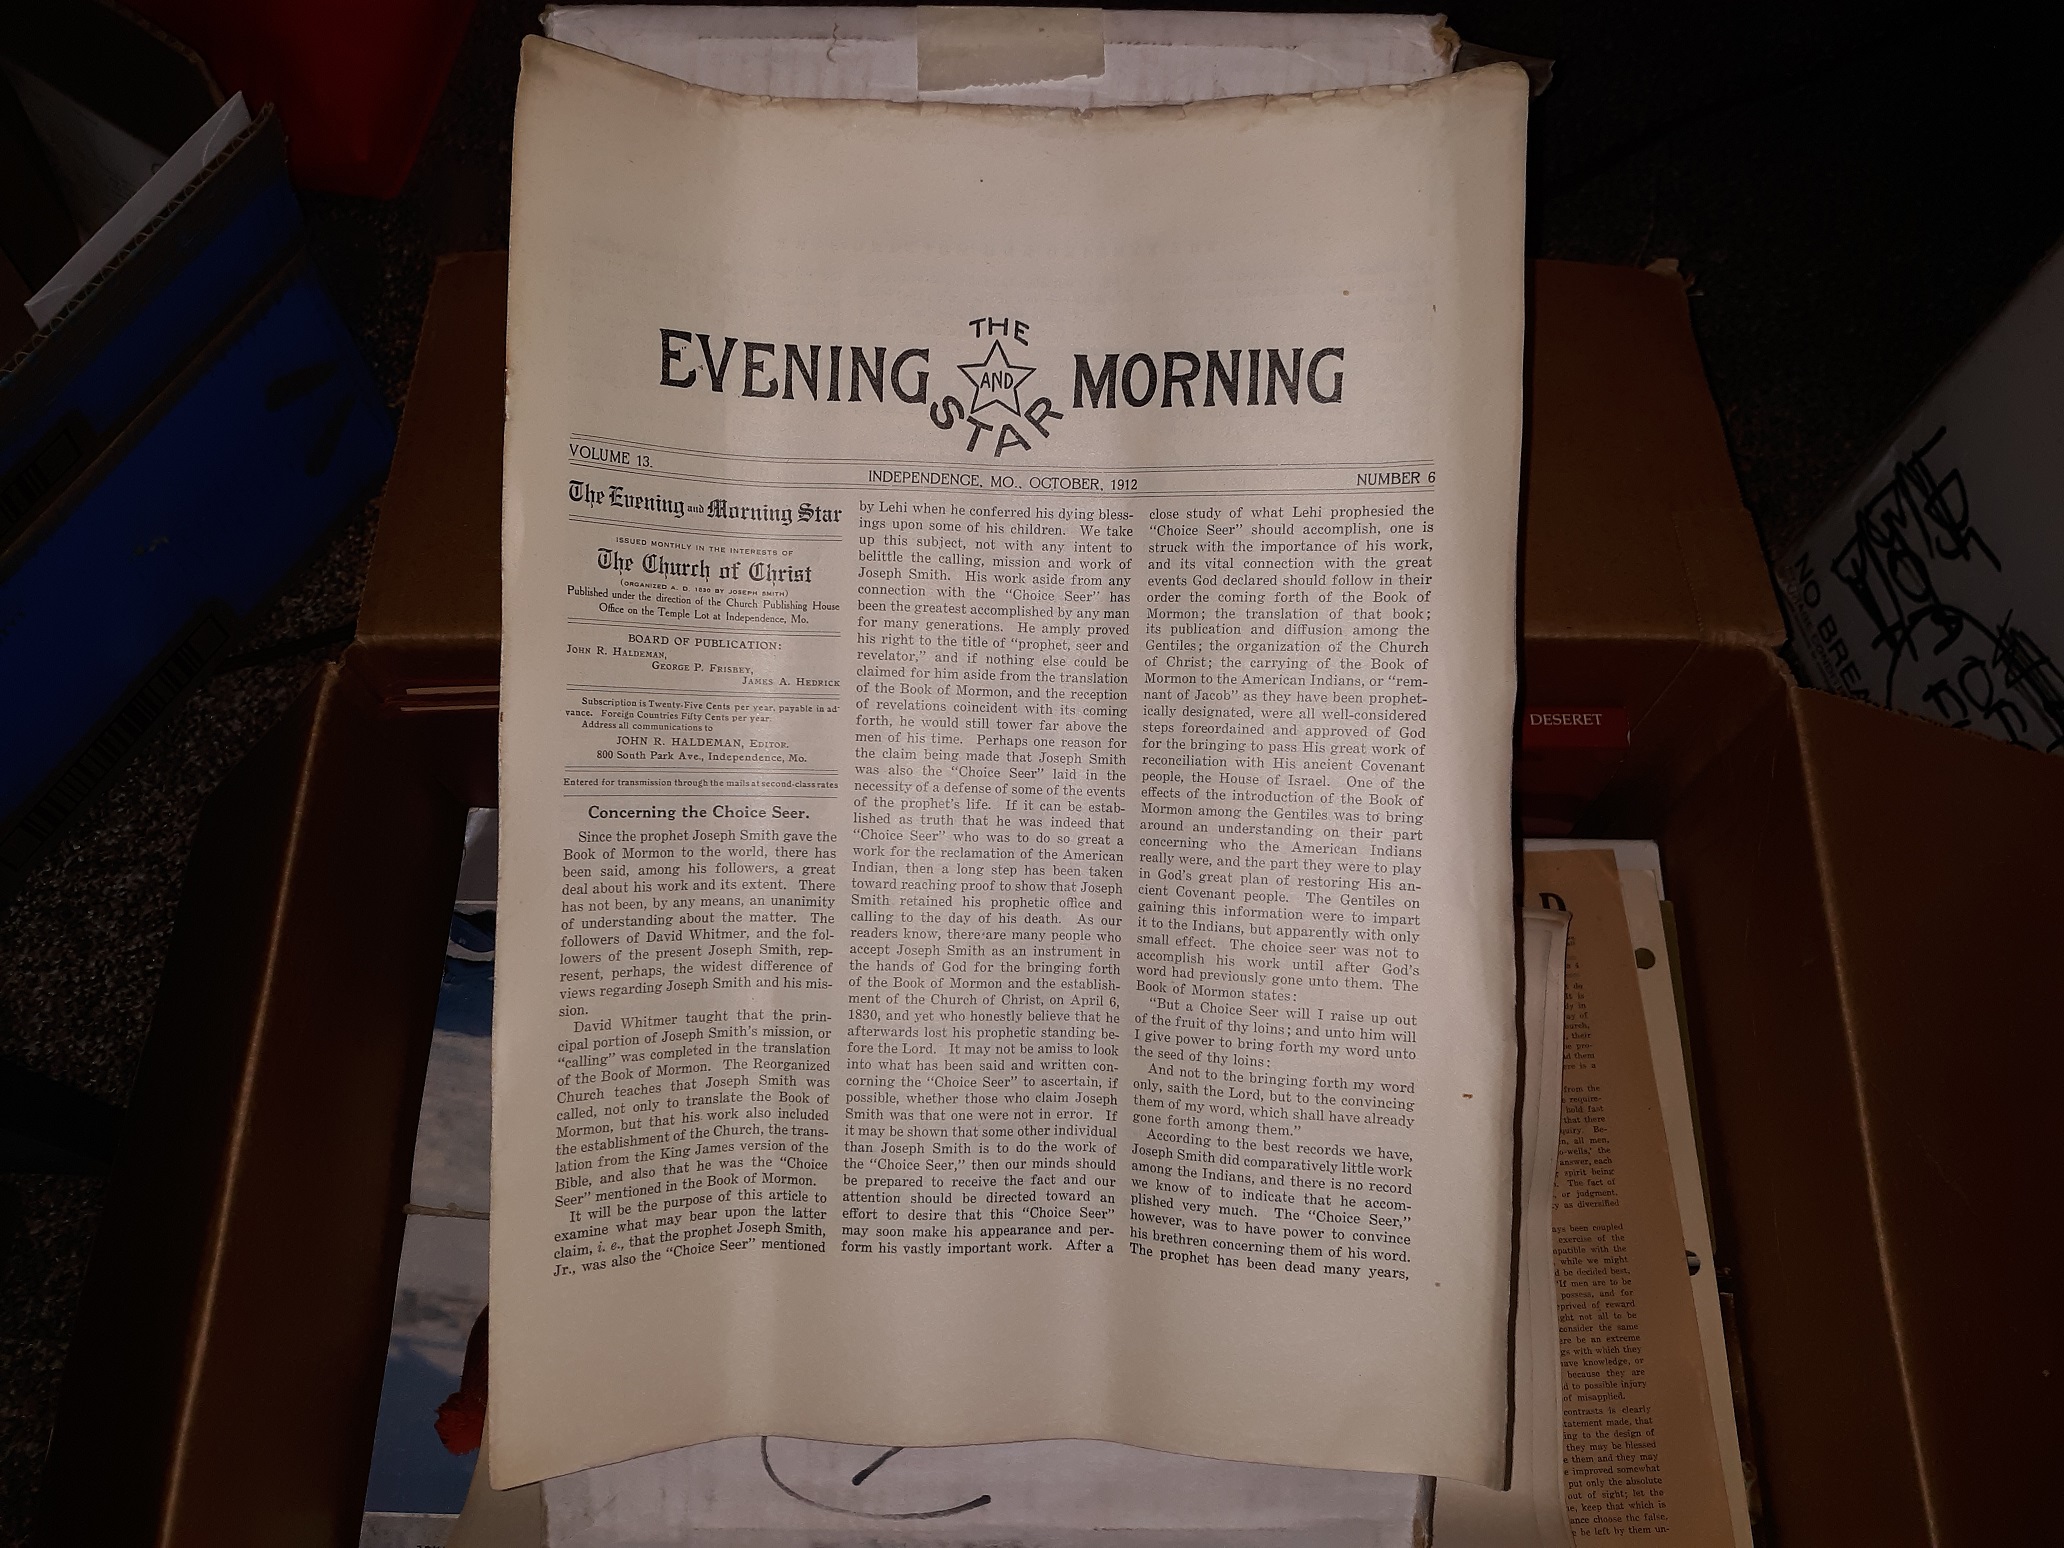 THE
EVENING AND MORNING
STAR
VOLUME 13.
INDEPENDENCE, MO., OCTOBER, 1912
NUMBER 6
The Evening and Morning Star
ISSUED MONTHLY IN THE INTERESTS OF
The Church of Christ
(ORGANIZED A. D. 1830 BY JOSEPH SMITH)
Published under the direction of the Church Publishing House
Office on the Temple Lot at Independence, Mo.
BOARD OF PUBLICATION:
JOHN R. HALDEMAN,
GEORGE P. FRISBEY,
JAMES A. HEDRICK
Subscription is Twenty-Five Cents per year, payable in ad-
vance. Foreign Countries Fifty Cents per year.
Address all communications to
JOHN R. HALDEMAN, EDITOR.
800 South Park Ave., Independence, Mo.
Entered for transmission through the mails at second-class rates
Concerning the Choice Seer.
Since the prophet Joseph Smith gave the
Book of Mormon to the world, there has
been said, among his followers, a great
deal about his work and its extent. There
has not been, by any means, an unanimity
of understanding about the matter. The
followers of David Whitmer, and the fol-
lowers of the present Joseph Smith, rep-
resent, perhaps, the widest difference of
views regarding Joseph Smith and his mis-
sion.
David Whitmer taught that the prin-
cipal portion of Joseph Smith's mission, or
"calling" was completed in the translation
of the Book of Mormon. The Reorganized
Church teaches that Joseph Smith was
called, not only to translate the Book of
Mormon, but that his work also included
the establishment of the Church, the trans-
lation from the King James version of the
Bible, and also that he was the "Choice
Seer" mentioned in the Book of Mormon.
It will be the purpose of this article to
examine what may bear upon the latter
claim, i. e., that the prophet Joseph Smith,
Jr., was also the "Choice Seer" mentioned
by Lehi when he conferred his dying bless-
ings upon some of his children. We take
up this subject, not with any intent to
belittle the calling, mission and work of
Joseph Smith. His work aside from any
connection with the "Choice Seer" has
been the greatest accomplished by any man
for many generations. He amply proved
his right to the title of "prophet, seer and
revelator," and if nothing else could be
claimed for him aside from the translation
of the Book of Mormon, and the reception
of revelations coincident with its coming
forth, he would still tower far above the
men of his time. Perhaps one reason for
the claim being made that Joseph Smith
was also the "Choice Seer" laid in the
necessity of a defense of some of the events
of the prophet's life. If it can be estab-
lished as truth that he was indeed that
"Choice Seer" who was to do so great a
work for the reclamation of the American
Indian, then a long step has been taken
toward reaching proof to show that Joseph
Smith retained his prophetic office and
calling to the day of his death. As our
readers know, there are many people who
accept Joseph Smith as an instrument in
the hands of God for the bringing forth
of the Book of Mormon and the establish-
ment of the Church of Christ, on April 6,
1830, and yet who honestly believe that he
afterwards lost his prophetic standing be-
fore the Lord. It may not be amiss to look
into what has been said and written con-
corning the "Choice Seer" to ascertain, if
possible, whether those who claim Joseph
Smith was that one were not in error. If
it may be shown that some other individual
than Joseph Smith is to do the work of
the "Choice Seer," then our minds should
be prepared to receive the fact and our
attention should be directed toward an
effort to desire that this "Choice Seer"
may soon make his appearance and per-
form his vastly important work. After a
close study of what Lehi prophesied the
"Choice Seer" should accomplish, one is
struck with the importance of his work,
and its vital connection with the great
events God declared should follow in their
order the coming forth of the Book of
Mormon; the translation of that book;
its publication and diffusion among the
Gentiles; the organization of the Church
of Christ; the carrying of the Book of
Mormon to the American Indians, or "rem-
nant of Jacob" as they have been prophet-
ically designated, were all well-considered
steps foreordained and approved of God
for the bringing to pass His great work of
reconciliation with His ancient Covenant
people, the House of Israel. One of the
effects of the introduction of the Book of
Mormon among the Gentiles was to bring
around an understanding on their part
concerning who the American Indians
really were, and the part they were to play
in God's great plan of restoring His an-
cient Covenant people. The Gentiles on
gaining this information were to impart
it to the Indians, but apparently with only
small effect. The choice seer was not to
accomplish his work until after God's
word had previously gone unto them. The
Book of Mormon states:
"But a Choice Seer will I raise up out
of the fruit of thy loins; and unto him will
I give power to bring forth my word unto
the seed of thy loins:
And not to the bringing forth my word
only, saith the Lord, but to the convincing
them of my word, which shall have already
gone forth among them."
According to the best records we have,
Joseph Smith did comparatively little work
among the Indians, and there is no record
we know of to indicate that he accom-
plished very much. The "Choice Seer,"
however, was to have power to convince
his brethren concerning them of his word.
The prophet has been dead many years,
DESERET
NO BREA